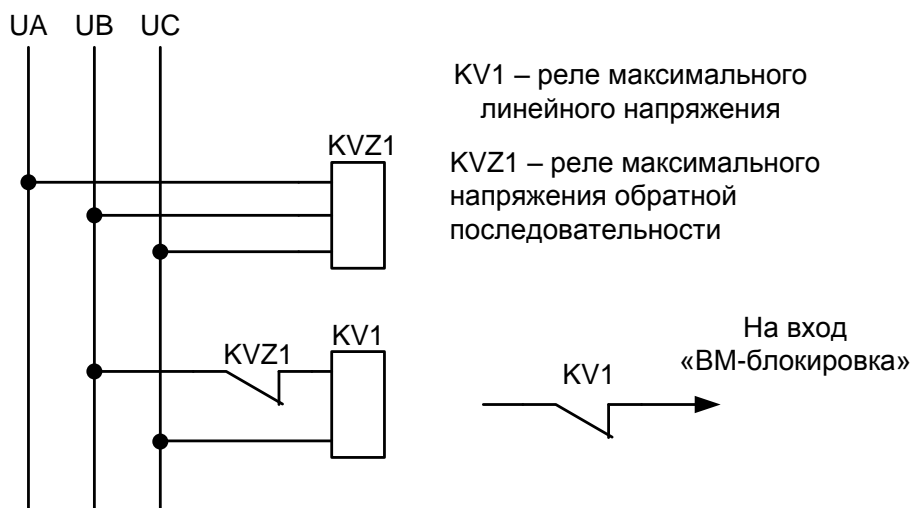 UA UB UC
KV1 – реле максимального
линейного напряжения
KVZ1
KVZ1 – реле максимального
напряжения обратной
последовательности
KV1
KVZ1
На вход
«ВМ-блокировка»
KV1